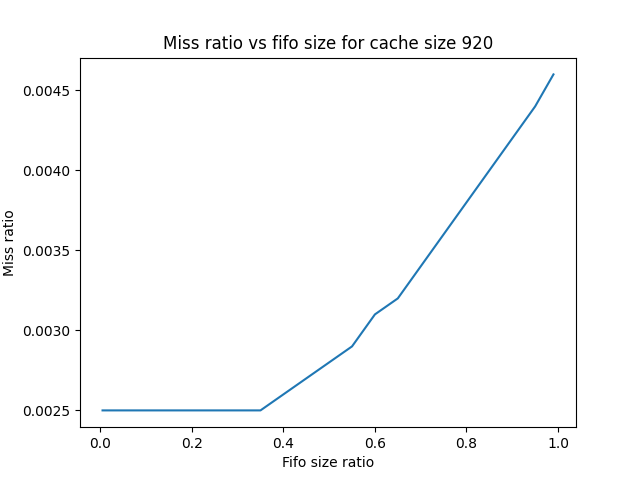 Miss ratio vs fifo size for cache size 920
0.0045
0.0040
0.0035
0.0030
0.0025
Miss ratio
0.0 0.2 0.4 0.6 0.8 1.0
Fifo size ratio